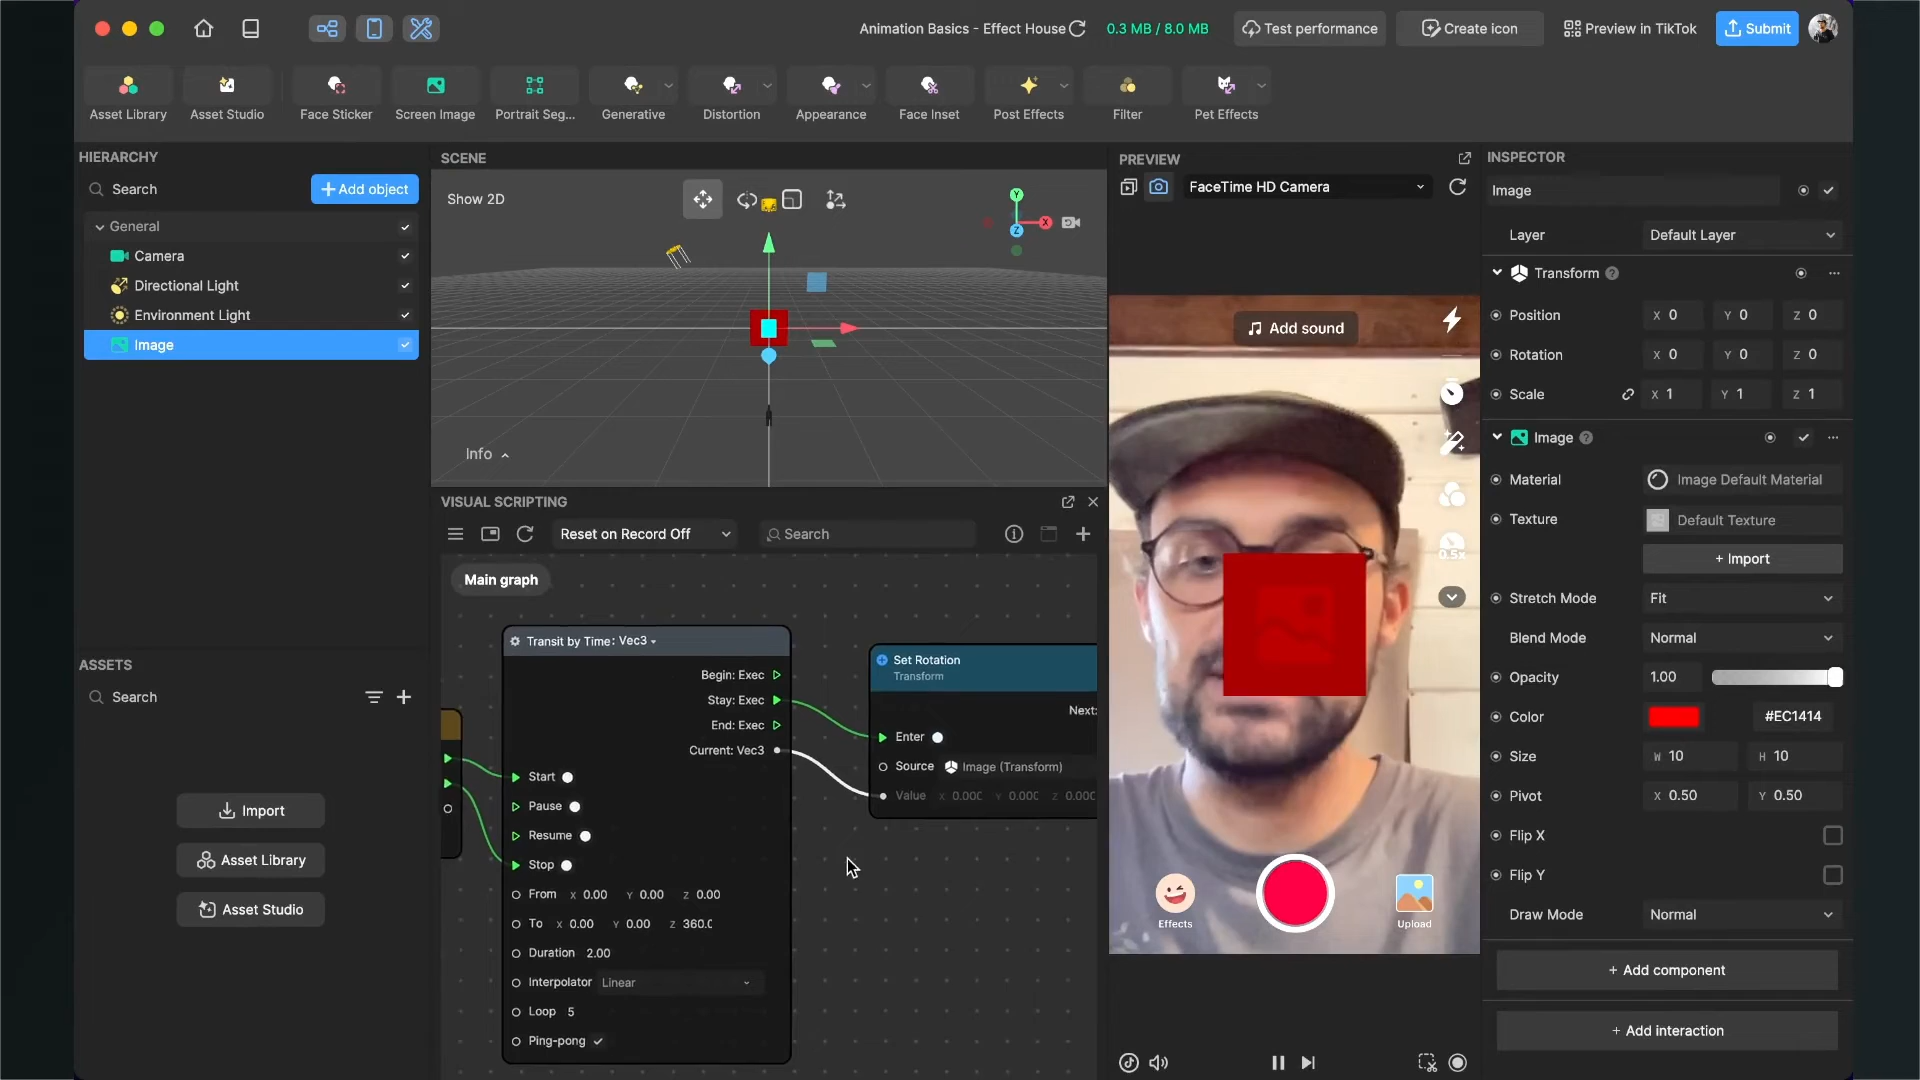 Animation Basics - Effect House
0.3 MB / 8.0 MB
Test performance
Create icon
Preview in TikTok
Submit
Asset Library
Asset Studio
Face Sticker
Screen Image
Portrait Seg...
Generative
Distortion
Appearance
Face Inset
Post Effects
Filter
Pet Effects
HIERARCHY
Search
Add object
General
Camera
Directional Light
Environment Light
Image
ASSETS
Search
Import
Asset Library
Asset Studio
SCENE
Show 2D
Y
X
Z
Info
VISUAL SCRIPTING
Reset on Record Off
Search
Main graph
Transit by Time: Vec3
Begin: Exec
Stay: Exec
End: Exec
Current: Vec3
Start
Pause
Resume
Stop
From X 0.00 Y 0.00 Z 0.00
To X 0.00 Y 0.00 Z 360.0
Duration 2.00
Interpolator Linear
Loop 5
Ping-pong
Set Rotation
Transform
Next:
Enter
Source Image (Transform)
Value X 0.000 Y 0.000 Z 0.000
PREVIEW
FaceTime HD Camera
Add sound
0.5x
Effects
Upload
INSPECTOR
Image
Layer Default Layer
Transform ?
Position X 0 Y 0 Z 0
Rotation X 0 Y 0 Z 0
Scale X 1 Y 1 Z 1
Image ?
Material Image Default Material
Texture Default Texture
+ Import
Stretch Mode Fit
Blend Mode Normal
Opacity 1.00
Color #EC1414
Size W 10 H 10
Pivot X 0.50 Y 0.50
Flip X
Flip Y
Draw Mode Normal
+ Add component
+ Add interaction